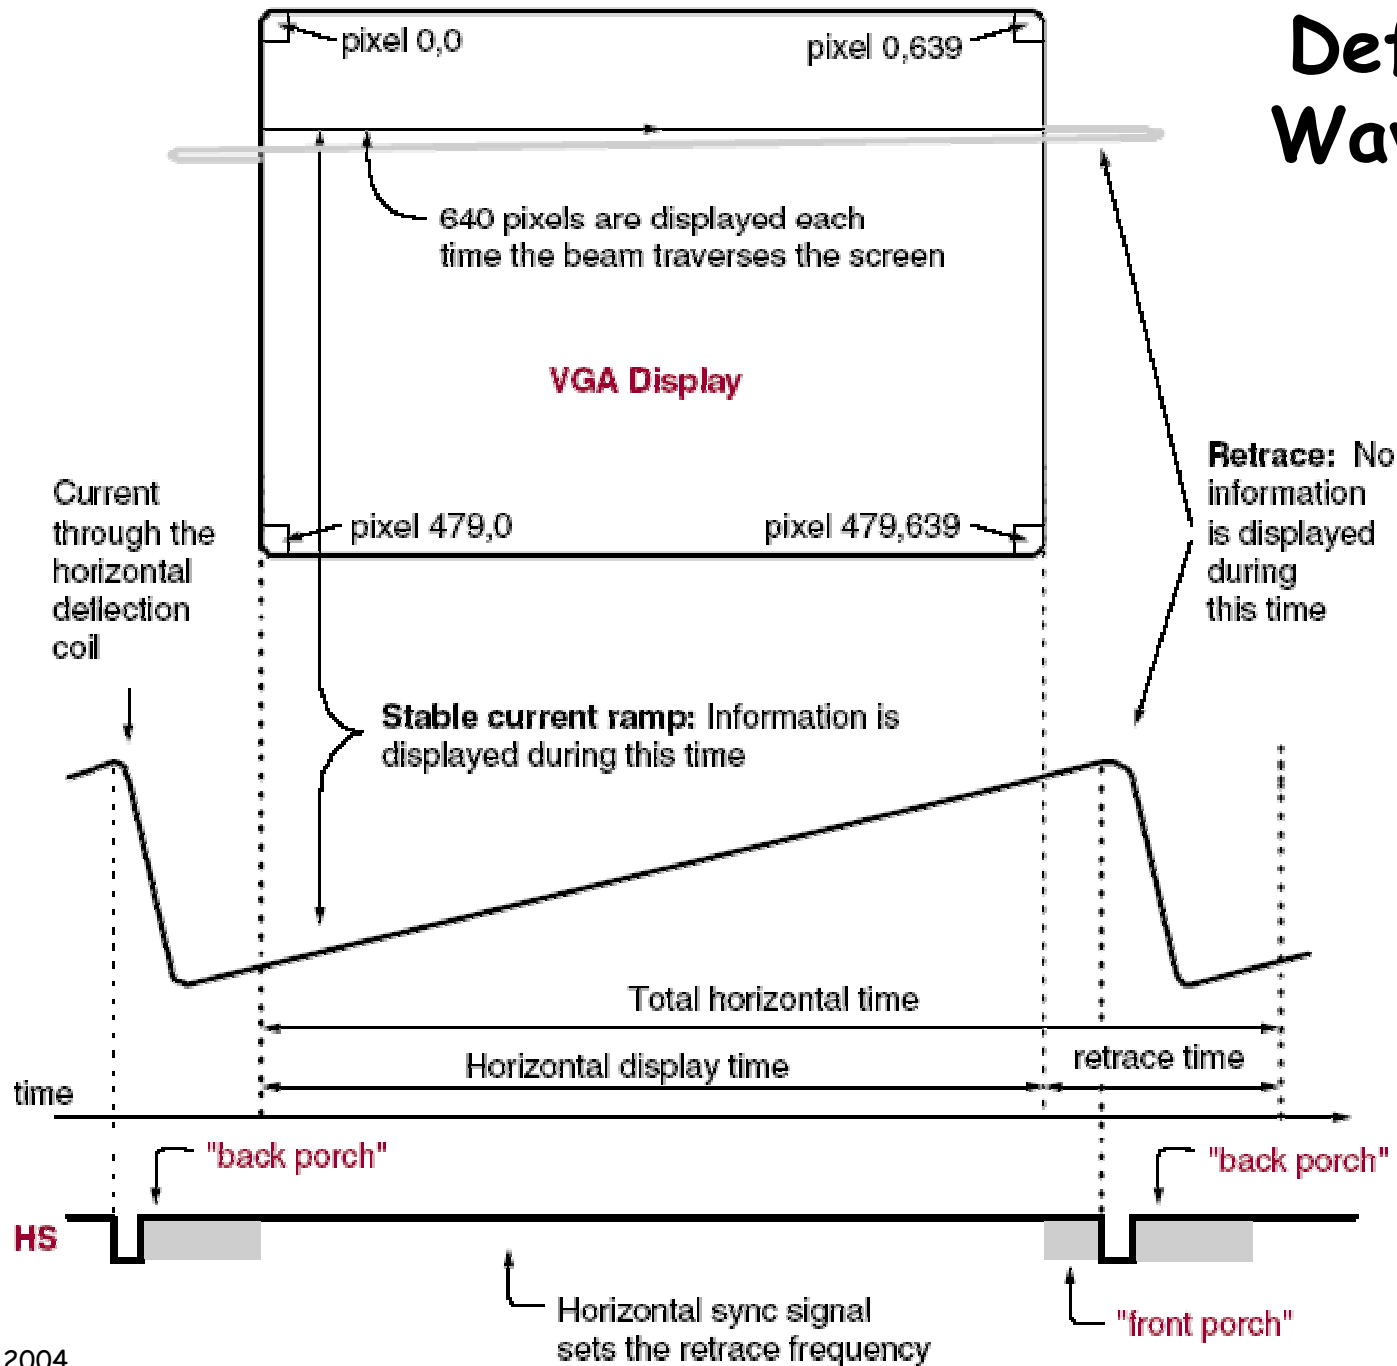 pixel 0,0
pixel 0,639
640 pixels are displayed each
time the beam traverses the screen
VGA Display
pixel 479,0
pixel 479,639
Current
through the
horizontal
deflection
coil
Retrace: No
information
is displayed
during
this time
Stable current ramp: Information is
displayed during this time
Total horizontal time
Horizontal display time
retrace time
time
"back porch"
"back porch"
HS
Horizontal sync signal
sets the retrace frequency
"front porch"
2004